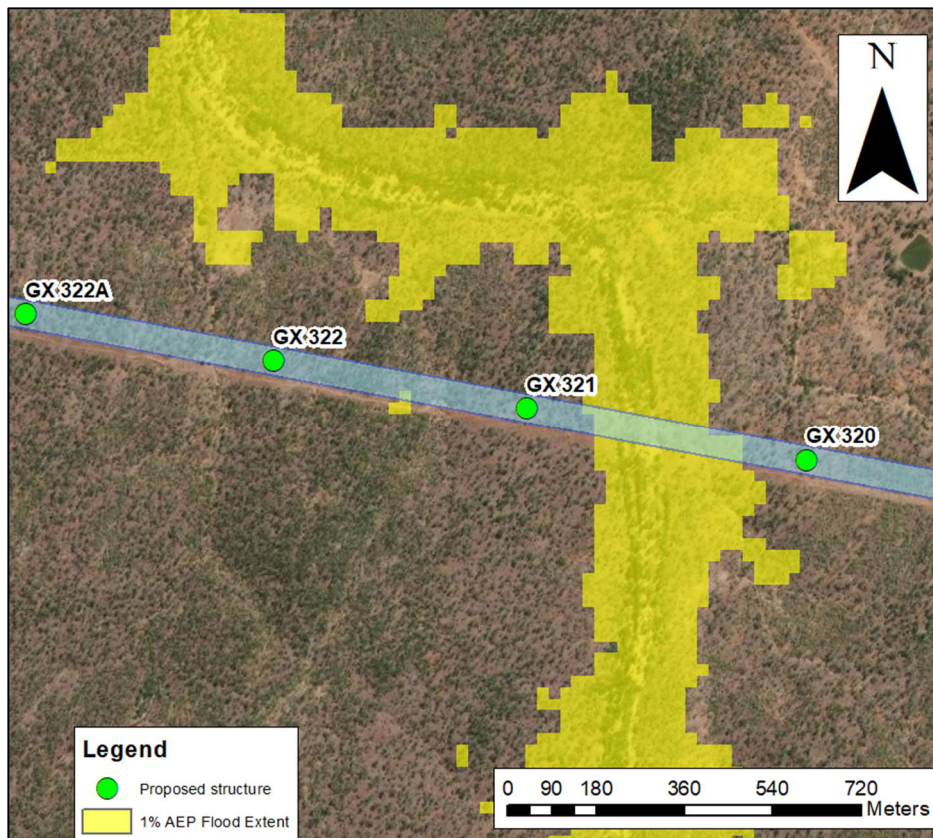 N
GX 322A
GX 322
GX 321
GX 320
Legend
Proposed structure
1% AEP Flood Extent
0 90 180 360 540 720
Meters